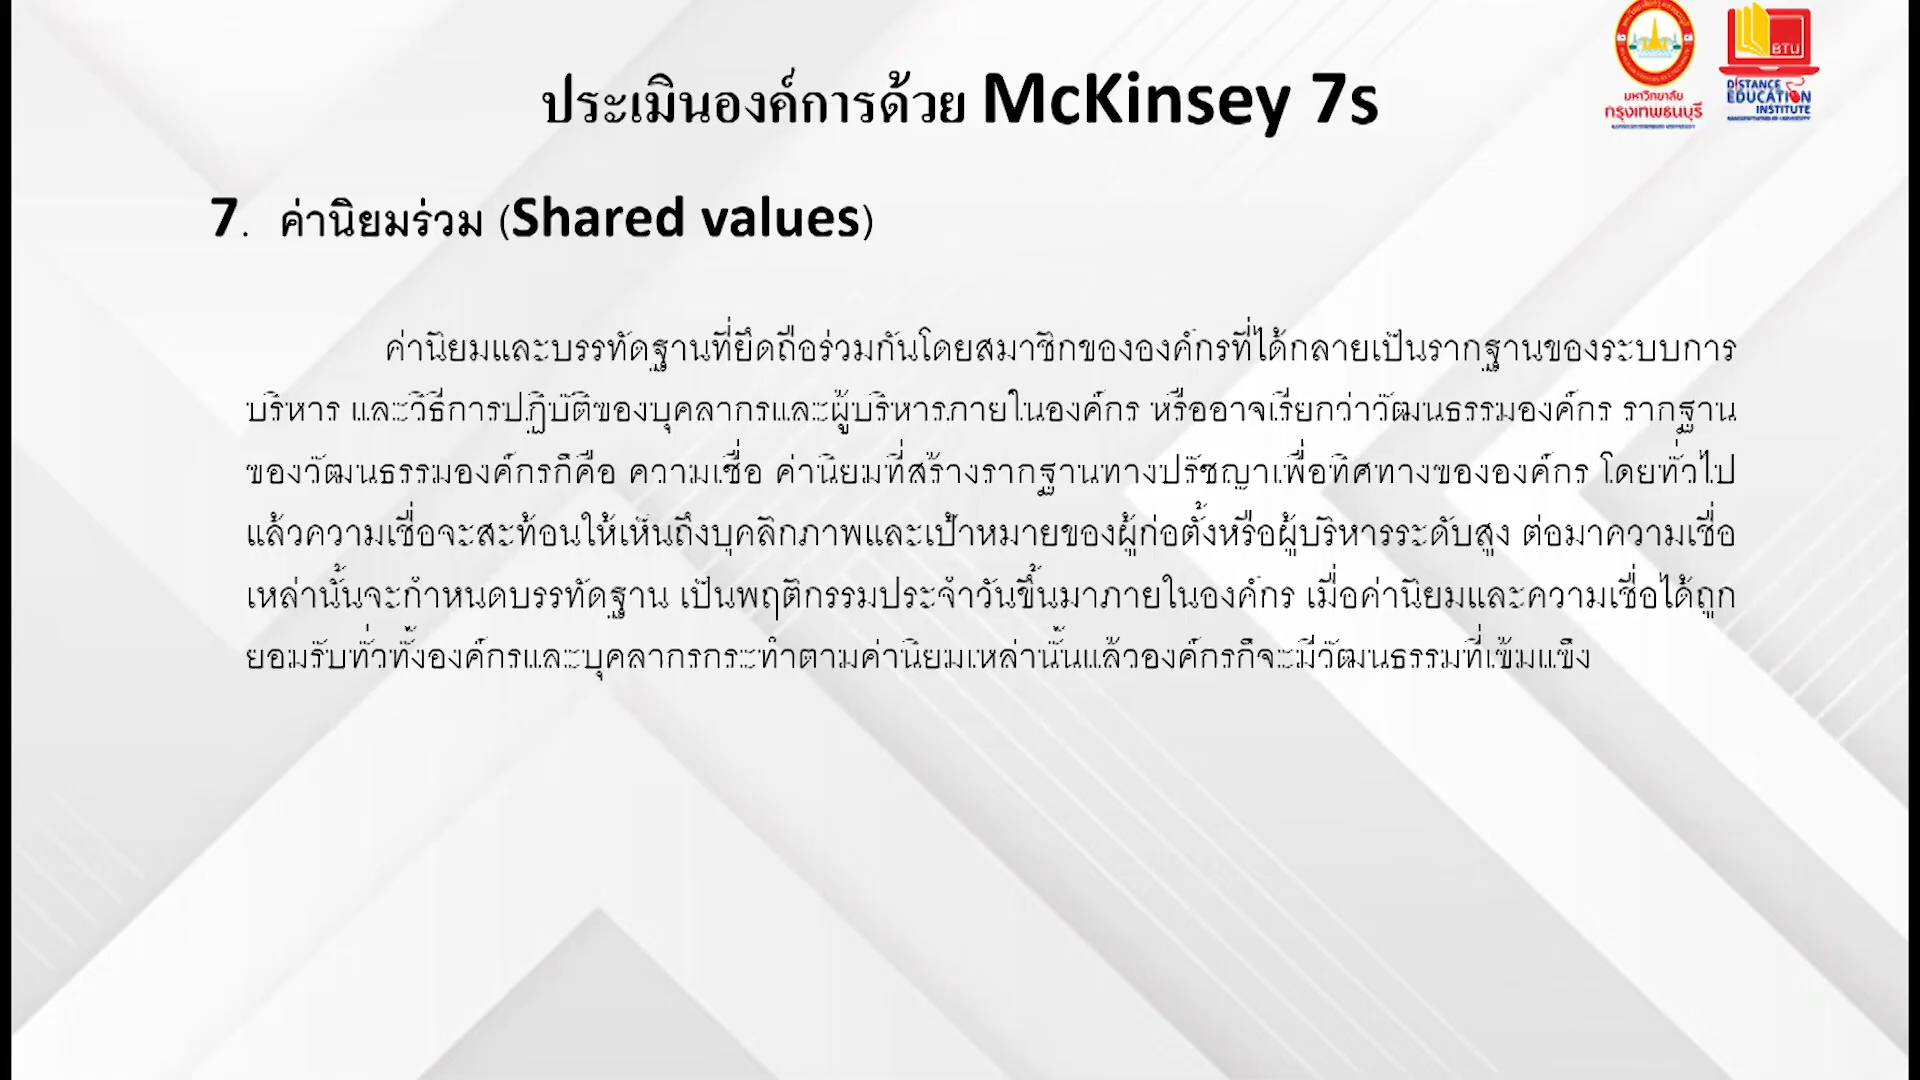 ประเมินองค์การด้วย McKinsey 7s
มหาวิทยาลัย
กรุงเทพธนบุรี
BTU
DISTANCE
EDUCATION
INSTITUTE
7. ค่านิยมร่วม (Shared values)
ค่านิยมและบรรทัดฐานที่ยึดถือร่วมกันโดยสมาชิกขององค์กรที่ได้กลายเป็นรากฐานของระบบการ
บริหาร และวิธีการปฏิบัติของบุคลากรและผู้บริหารภายในองค์กร หรืออาจเรียกว่าวัฒนธรรมองค์กร รากฐาน
ของวัฒนธรรมองค์กรก็คือ ความเชื่อ ค่านิยมที่สร้างรากฐานทางปรัชญาเพื่อทิศทางขององค์กร โดยทั่วไป
แล้วความเชื่อจะสะท้อนให้เห็นถึงบุคลิกภาพและเป้าหมายของผู้ก่อตั้งหรือผู้บริหารระดับสูง ต่อมาความเชื่อ
เหล่านั้นจะกำหนดบรรทัดฐาน เป็นพฤติกรรมประจำวันขึ้นมาภายในองค์กร เมื่อค่านิยมและความเชื่อได้ถูก
ยอมรับทั่วทั้งองค์กรและบุคลากรกระทำตามค่านิยมเหล่านั้นแล้วองค์กรก็จะมีวัฒนธรรมที่เข้มแข็ง